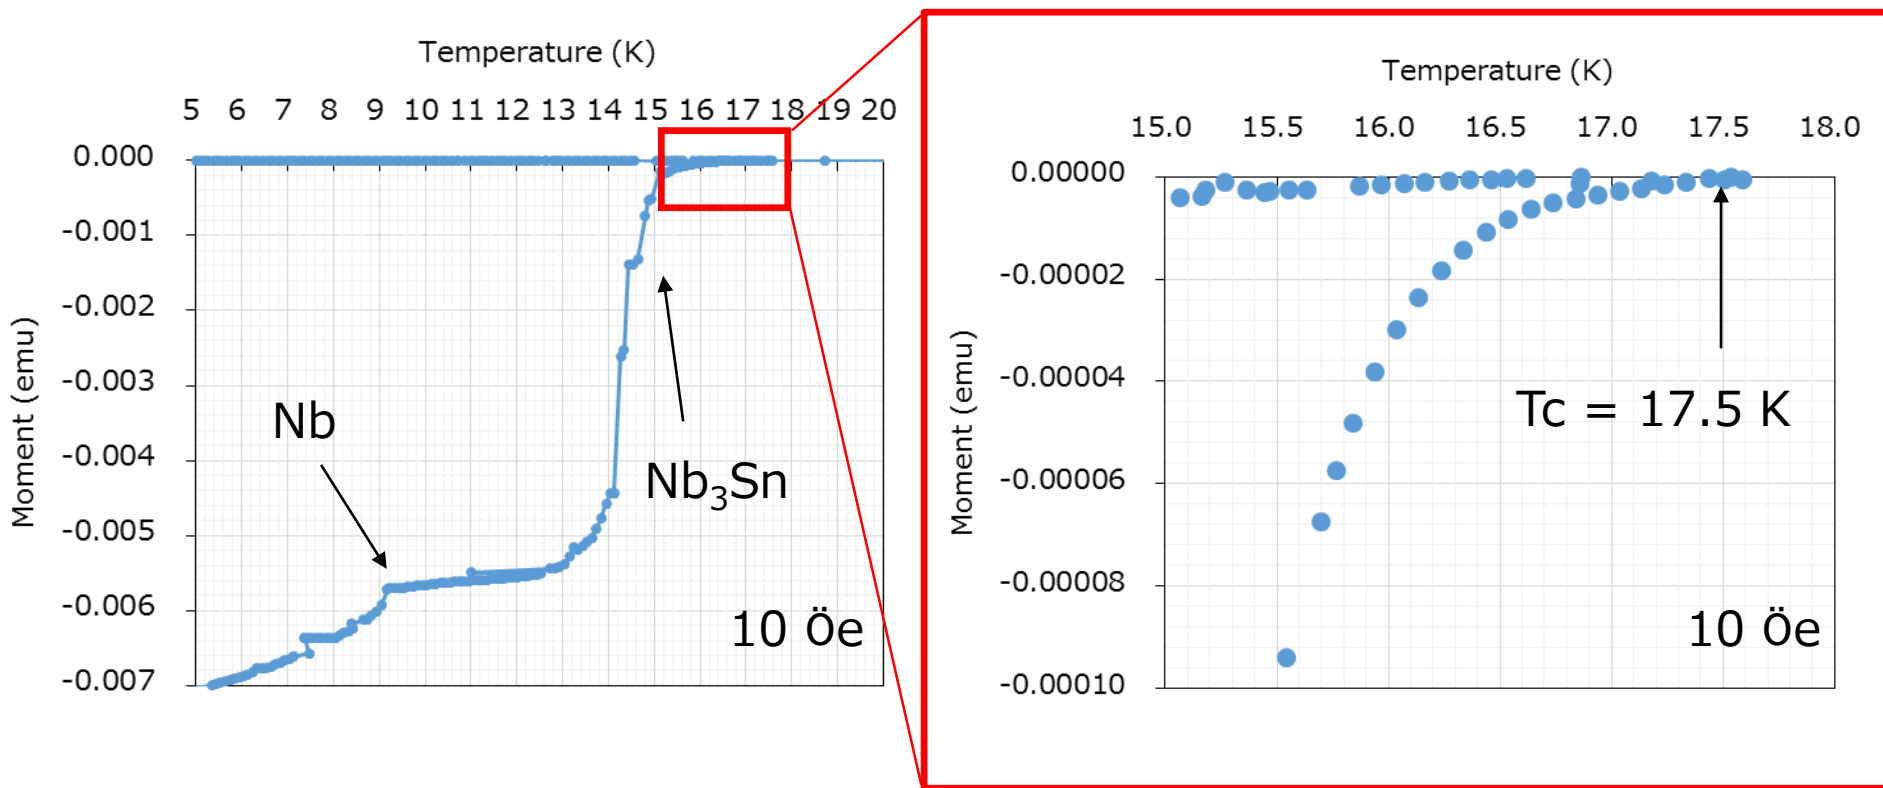 Temperature (K)
5 6 7 8 9 10 11 12 13 14 15 16 17 18 19 20
0.000
-0.001
-0.002
-0.003
-0.004
-0.005
-0.006
-0.007
Moment (emu)
Nb
Nb₃Sn
10 Öe
Temperature (K)
15.0 15.5 16.0 16.5 17.0 17.5 18.0
0.00000
-0.00002
-0.00004
-0.00006
-0.00008
-0.00010
Moment (emu)
Tc = 17.5 K
10 Öe